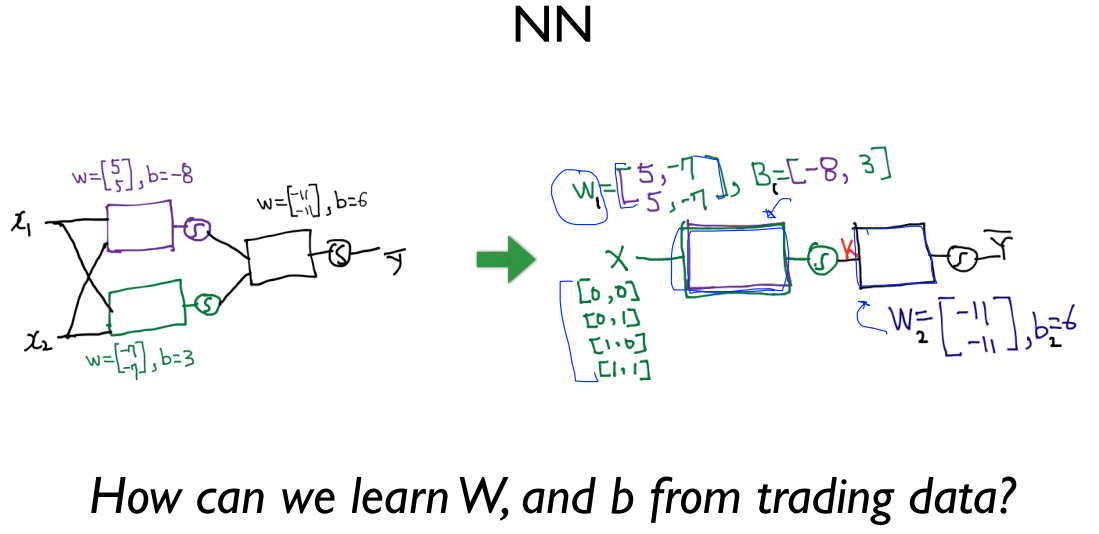 NN
w=[5 5], b=-8
w=[-11 -11], b=6
x₁
S
S
S
ȳ
x₂
w=[-7 -7], b=3
W₁=[5,-7 5,-7], B₁=[-8, 3]
X
S
K
S
Ȳ
[0,0]
[0,1]
[1,0]
[1,1]
W₂=[-11 -11], b₂=6
How can we learn W, and b from trading data?